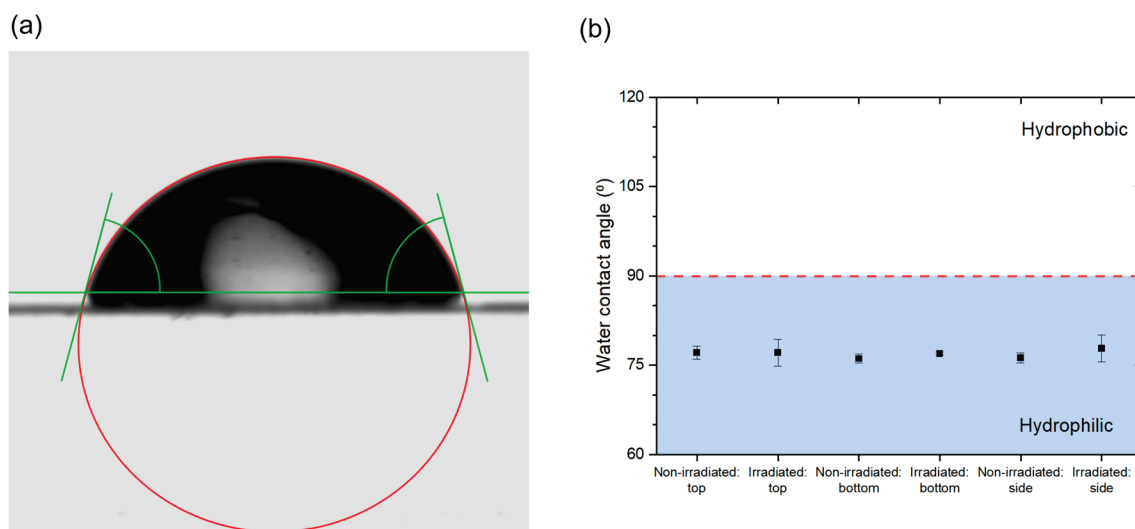 (a)
(b)
Water contact angle (º)
120
105
90
75
60
Hydrophobic
Hydrophilic
Non-irradiated:
top
Irradiated:
top
Non-irradiated:
bottom
Irradiated:
bottom
Non-irradiated:
side
Irradiated:
side